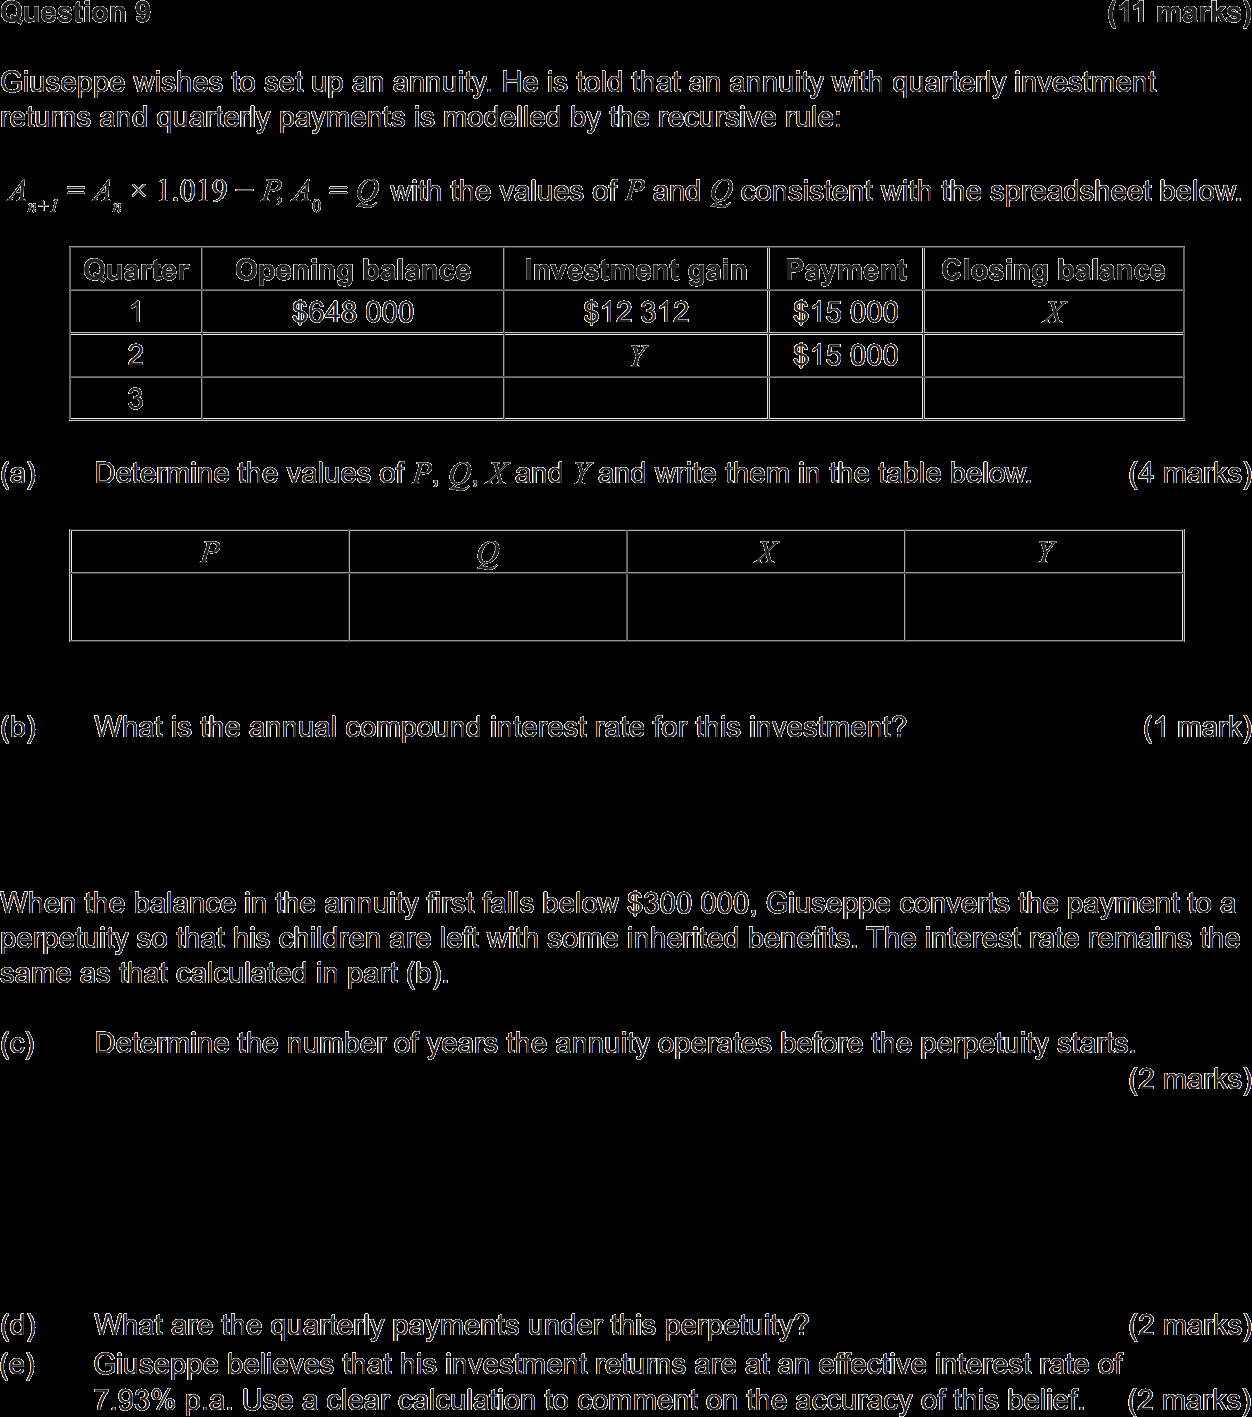 Question 9 (11 marks)
Giuseppe wishes to set up an annuity. He is told that an annuity with quarterly investment
returns and quarterly payments is modelled by the recursive rule:
Aₙ₊₁ = Aₙ × 1.019 − P, A₀ = Q with the values of P and Q consistent with the spreadsheet below.
Quarter Opening balance Investment gain Payment Closing balance
1 $648 000 $12 312 $15 000 X
2 Y $15 000
3
(a) Determine the values of P, Q, X and Y and write them in the table below. (4 marks)
P Q X Y
(b) What is the annual compound interest rate for this investment? (1 mark)
When the balance in the annuity first falls below $300 000, Giuseppe converts the payment to a
perpetuity so that his children are left with some inherited benefits. The interest rate remains the
same as that calculated in part (b).
(c) Determine the number of years the annuity operates before the perpetuity starts.
(2 marks)
(d) What are the quarterly payments under this perpetuity? (2 marks)
(e) Giuseppe believes that his investment returns are at an effective interest rate of
7.93% p.a. Use a clear calculation to comment on the accuracy of this belief. (2 marks)